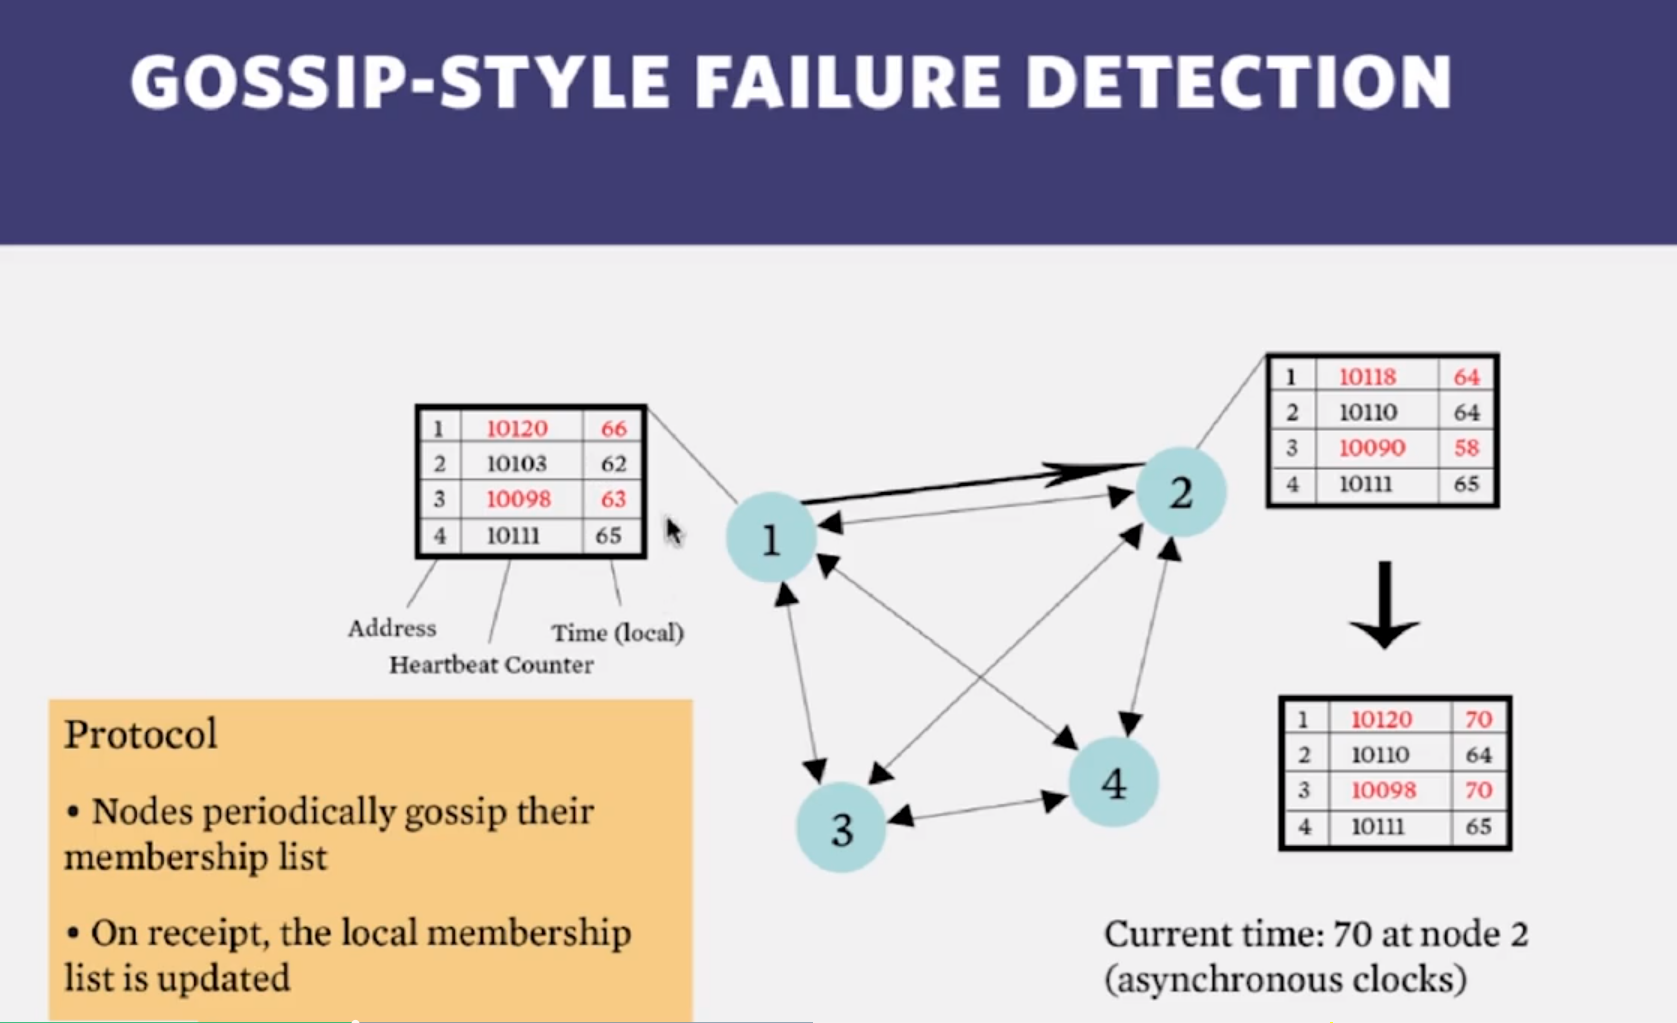 GOSSIP-STYLE FAILURE DETECTION
1 10120 66
2 10103 62
3 10098 63
4 10111 65
Address
Heartbeat Counter
Time (local)
1
2
3
4
1 10118 64
2 10110 64
3 10090 58
4 10111 65
1 10120 70
2 10110 64
3 10098 70
4 10111 65
Protocol
• Nodes periodically gossip their
membership list
• On receipt, the local membership
list is updated
Current time: 70 at node 2
(asynchronous clocks)